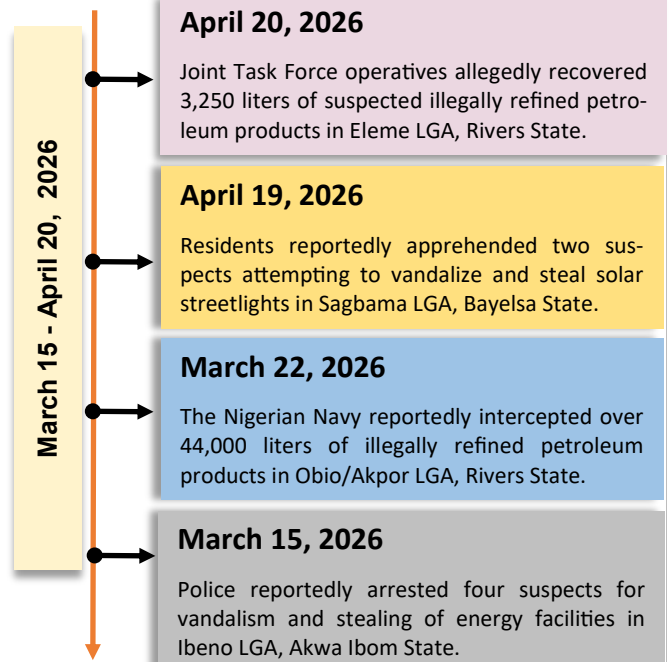 March 15 - April 20, 2026
April 20, 2026
Joint Task Force operatives allegedly recovered
3,250 liters of suspected illegally refined petro-
leum products in Eleme LGA, Rivers State.
April 19, 2026
Residents reportedly apprehended two sus-
pects attempting to vandalize and steal solar
streetlights in Sagbama LGA, Bayelsa State.
March 22, 2026
The Nigerian Navy reportedly intercepted over
44,000 liters of illegally refined petroleum
products in Obio/Akpor LGA, Rivers State.
March 15, 2026
Police reportedly arrested four suspects for
vandalism and stealing of energy facilities in
Ibeno LGA, Akwa Ibom State.